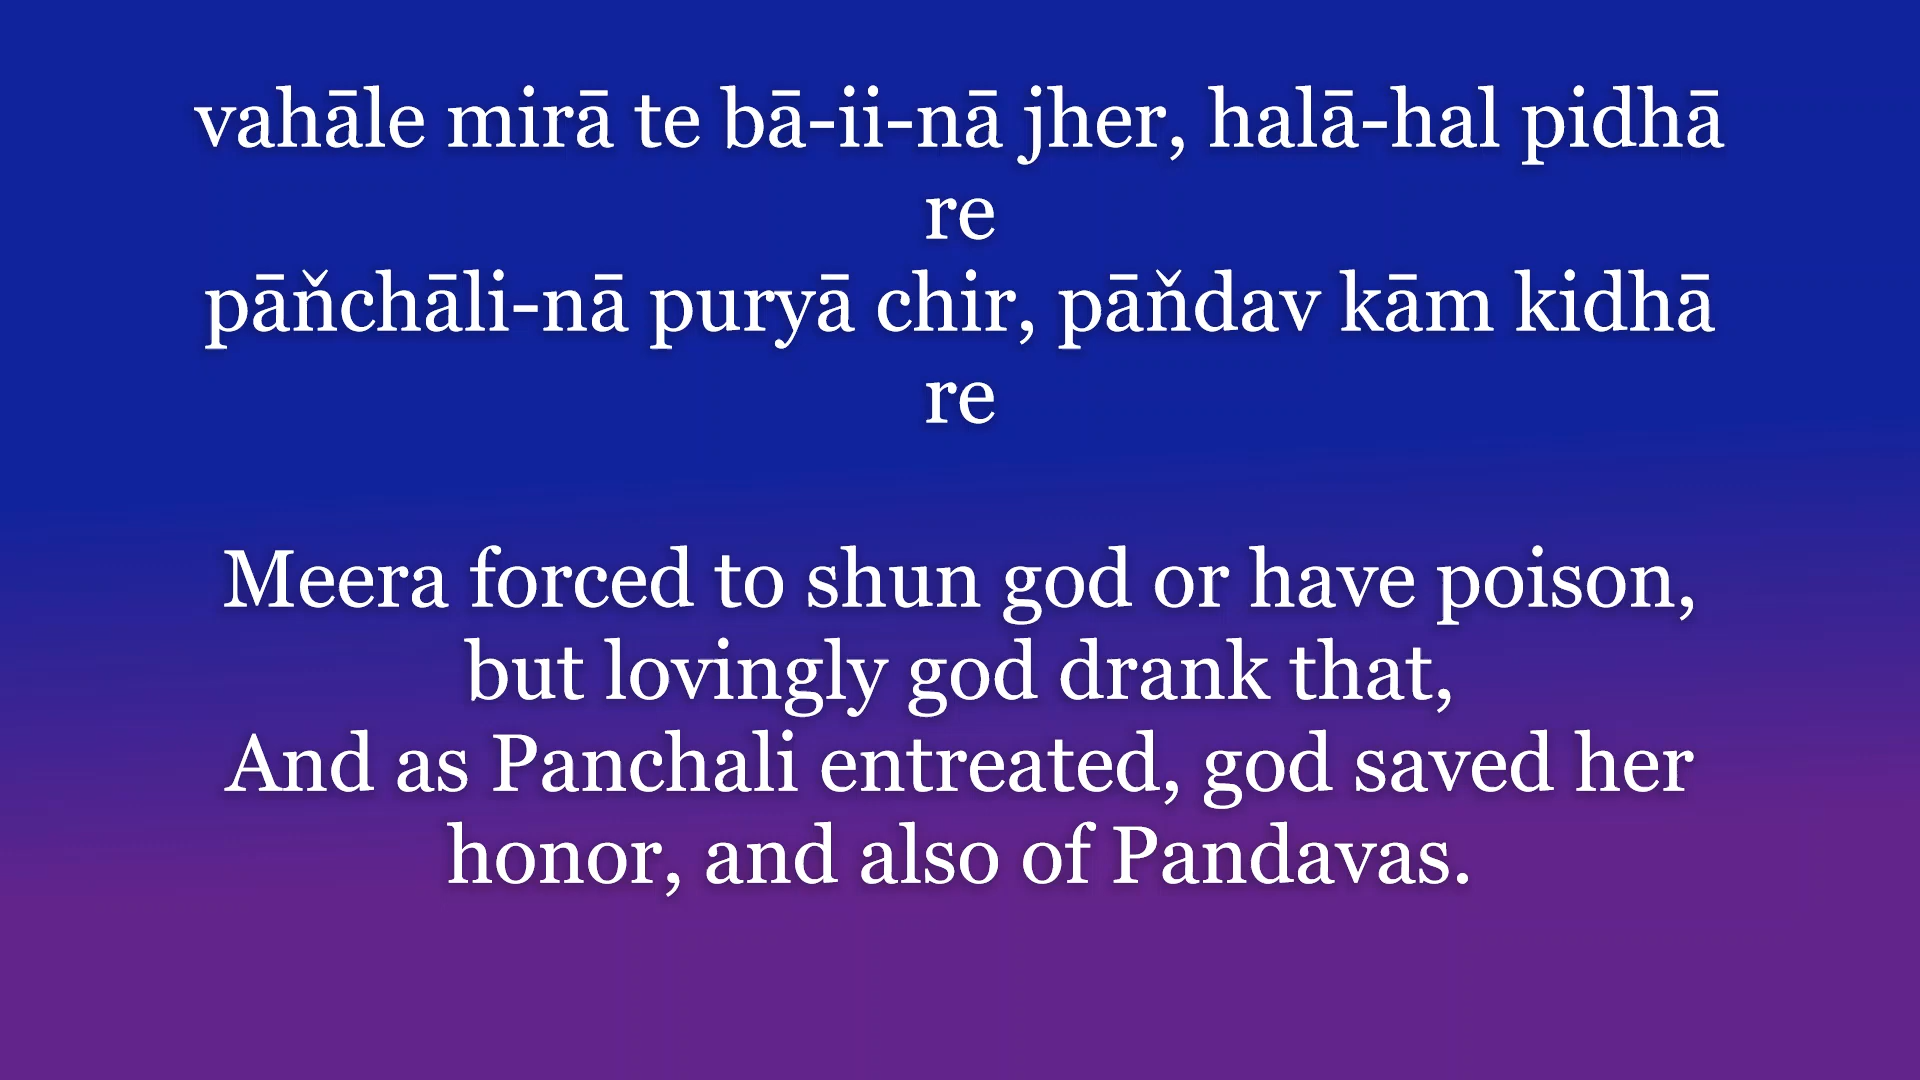 vahāle mirā te bā-ii-nā jher, halā-hal pidhā
re
pāňchāli-nā puryā chir, pāňdav kām kidhā
re
Meera forced to shun god or have poison,
but lovingly god drank that,
And as Panchali entreated, god saved her
honor, and also of Pandavas.